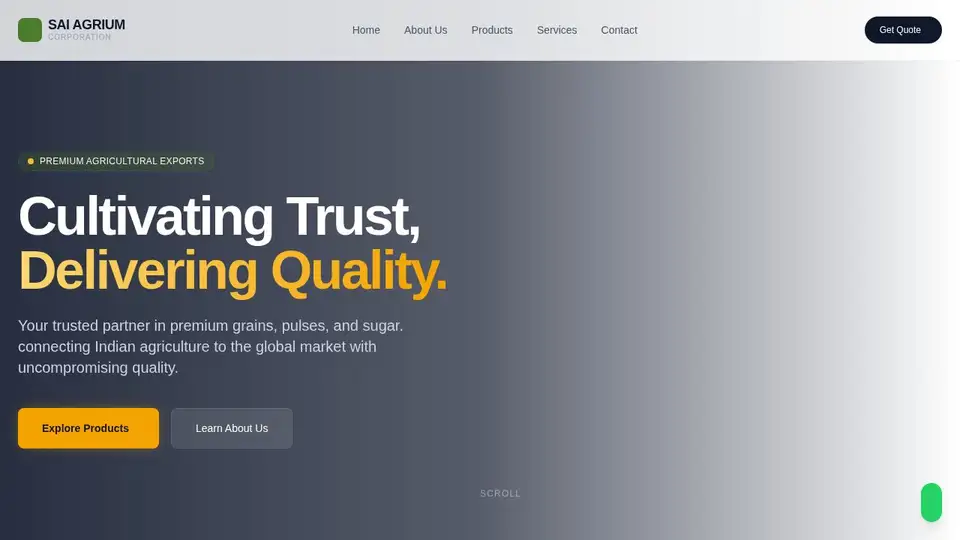 SAI AGRIUM
CORPORATION
Home About Us Products Services Contact
Get Quote
PREMIUM AGRICULTURAL EXPORTS
Cultivating Trust,
Delivering Quality.
Your trusted partner in premium grains, pulses, and sugar.
connecting Indian agriculture to the global market with
uncompromising quality.
Explore Products
Learn About Us
SCROLL